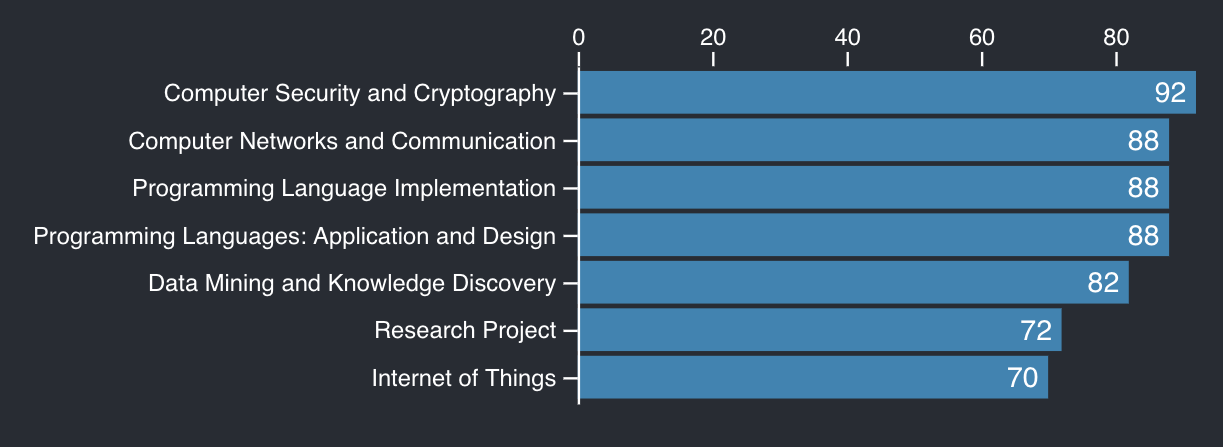 0 20 40 60 80
Computer Security and Cryptography 92
Computer Networks and Communication 88
Programming Language Implementation 88
Programming Languages: Application and Design 88
Data Mining and Knowledge Discovery 82
Research Project 72
Internet of Things 70